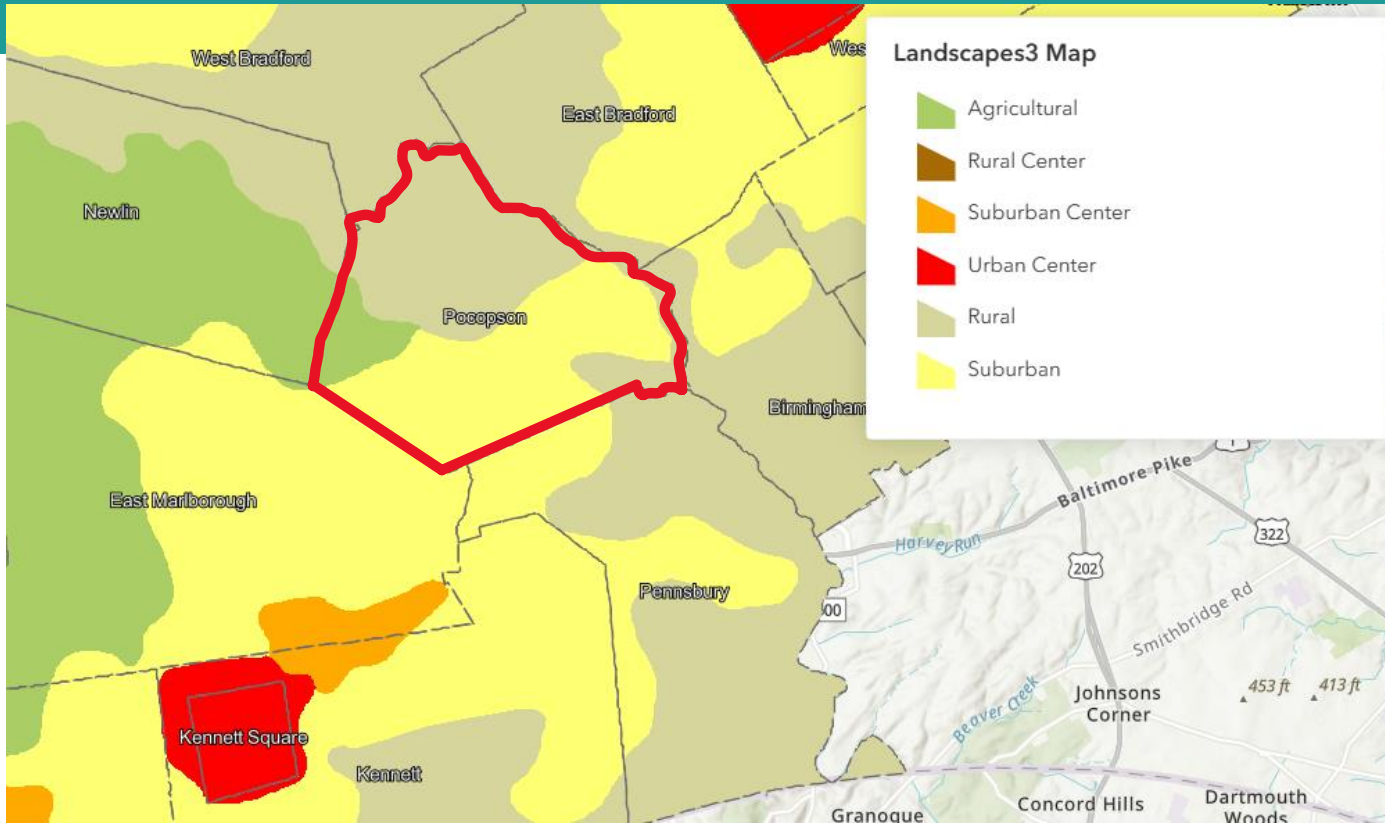 West Bradford
East Bradford
Newlin
Pocopson
Birmingham
East Marlborough
Pennsbury
Kennett Square
Kennett
Landscapes3 Map
Agricultural
Rural Center
Suburban Center
Urban Center
Rural
Suburban
1
Baltimore Pike
Harvey Run
322
202
Smithbridge Rd
Beaver Creek
Johnsons
Corner
453 ft
413 ft
Granogue
Concord Hills
Dartmouth
Woods